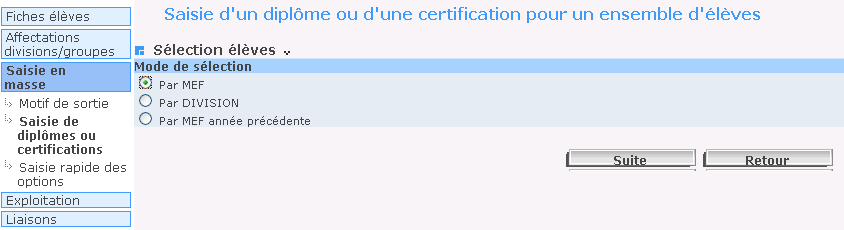 Fiches élèves
Affectations
divisions/groupes
Saisie en
masse
Motif de sortie
Saisie de
diplômes ou
certifications
Saisie rapide des
options
Exploitation
Liaisons
Saisie d'un diplôme ou d'une certification pour un ensemble d'élèves
Sélection élèves
Mode de sélection
Par MEF
Par DIVISION
Par MEF année précédente
Suite Retour